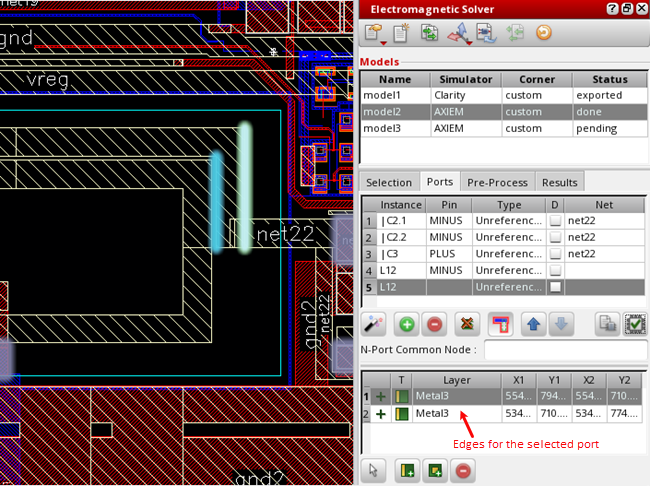 net19
gnd
vreg
net22
net22
gnd2
gnd2
Electromagnetic Solver
Models
Name Simulator Corner Status
model1 Clarity custom exported
model2 AXIEM custom done
model3 AXIEM custom pending
Selection Ports Pre-Process Results
Instance Pin Type D Net
1 |C2.1 MINUS Unreferenc... net22
2 |C2.2 MINUS Unreferenc... net22
3 |C3 PLUS Unreferenc... net22
4 L12 MINUS Unreferenc...
5 L12 Unreferenc...
N-Port Common Node :
T Layer X1 Y1 X2 Y2
1 Metal3 554... 794... 554... 710....
2 Metal3 534... 710.... 534... 774....
Edges for the selected port